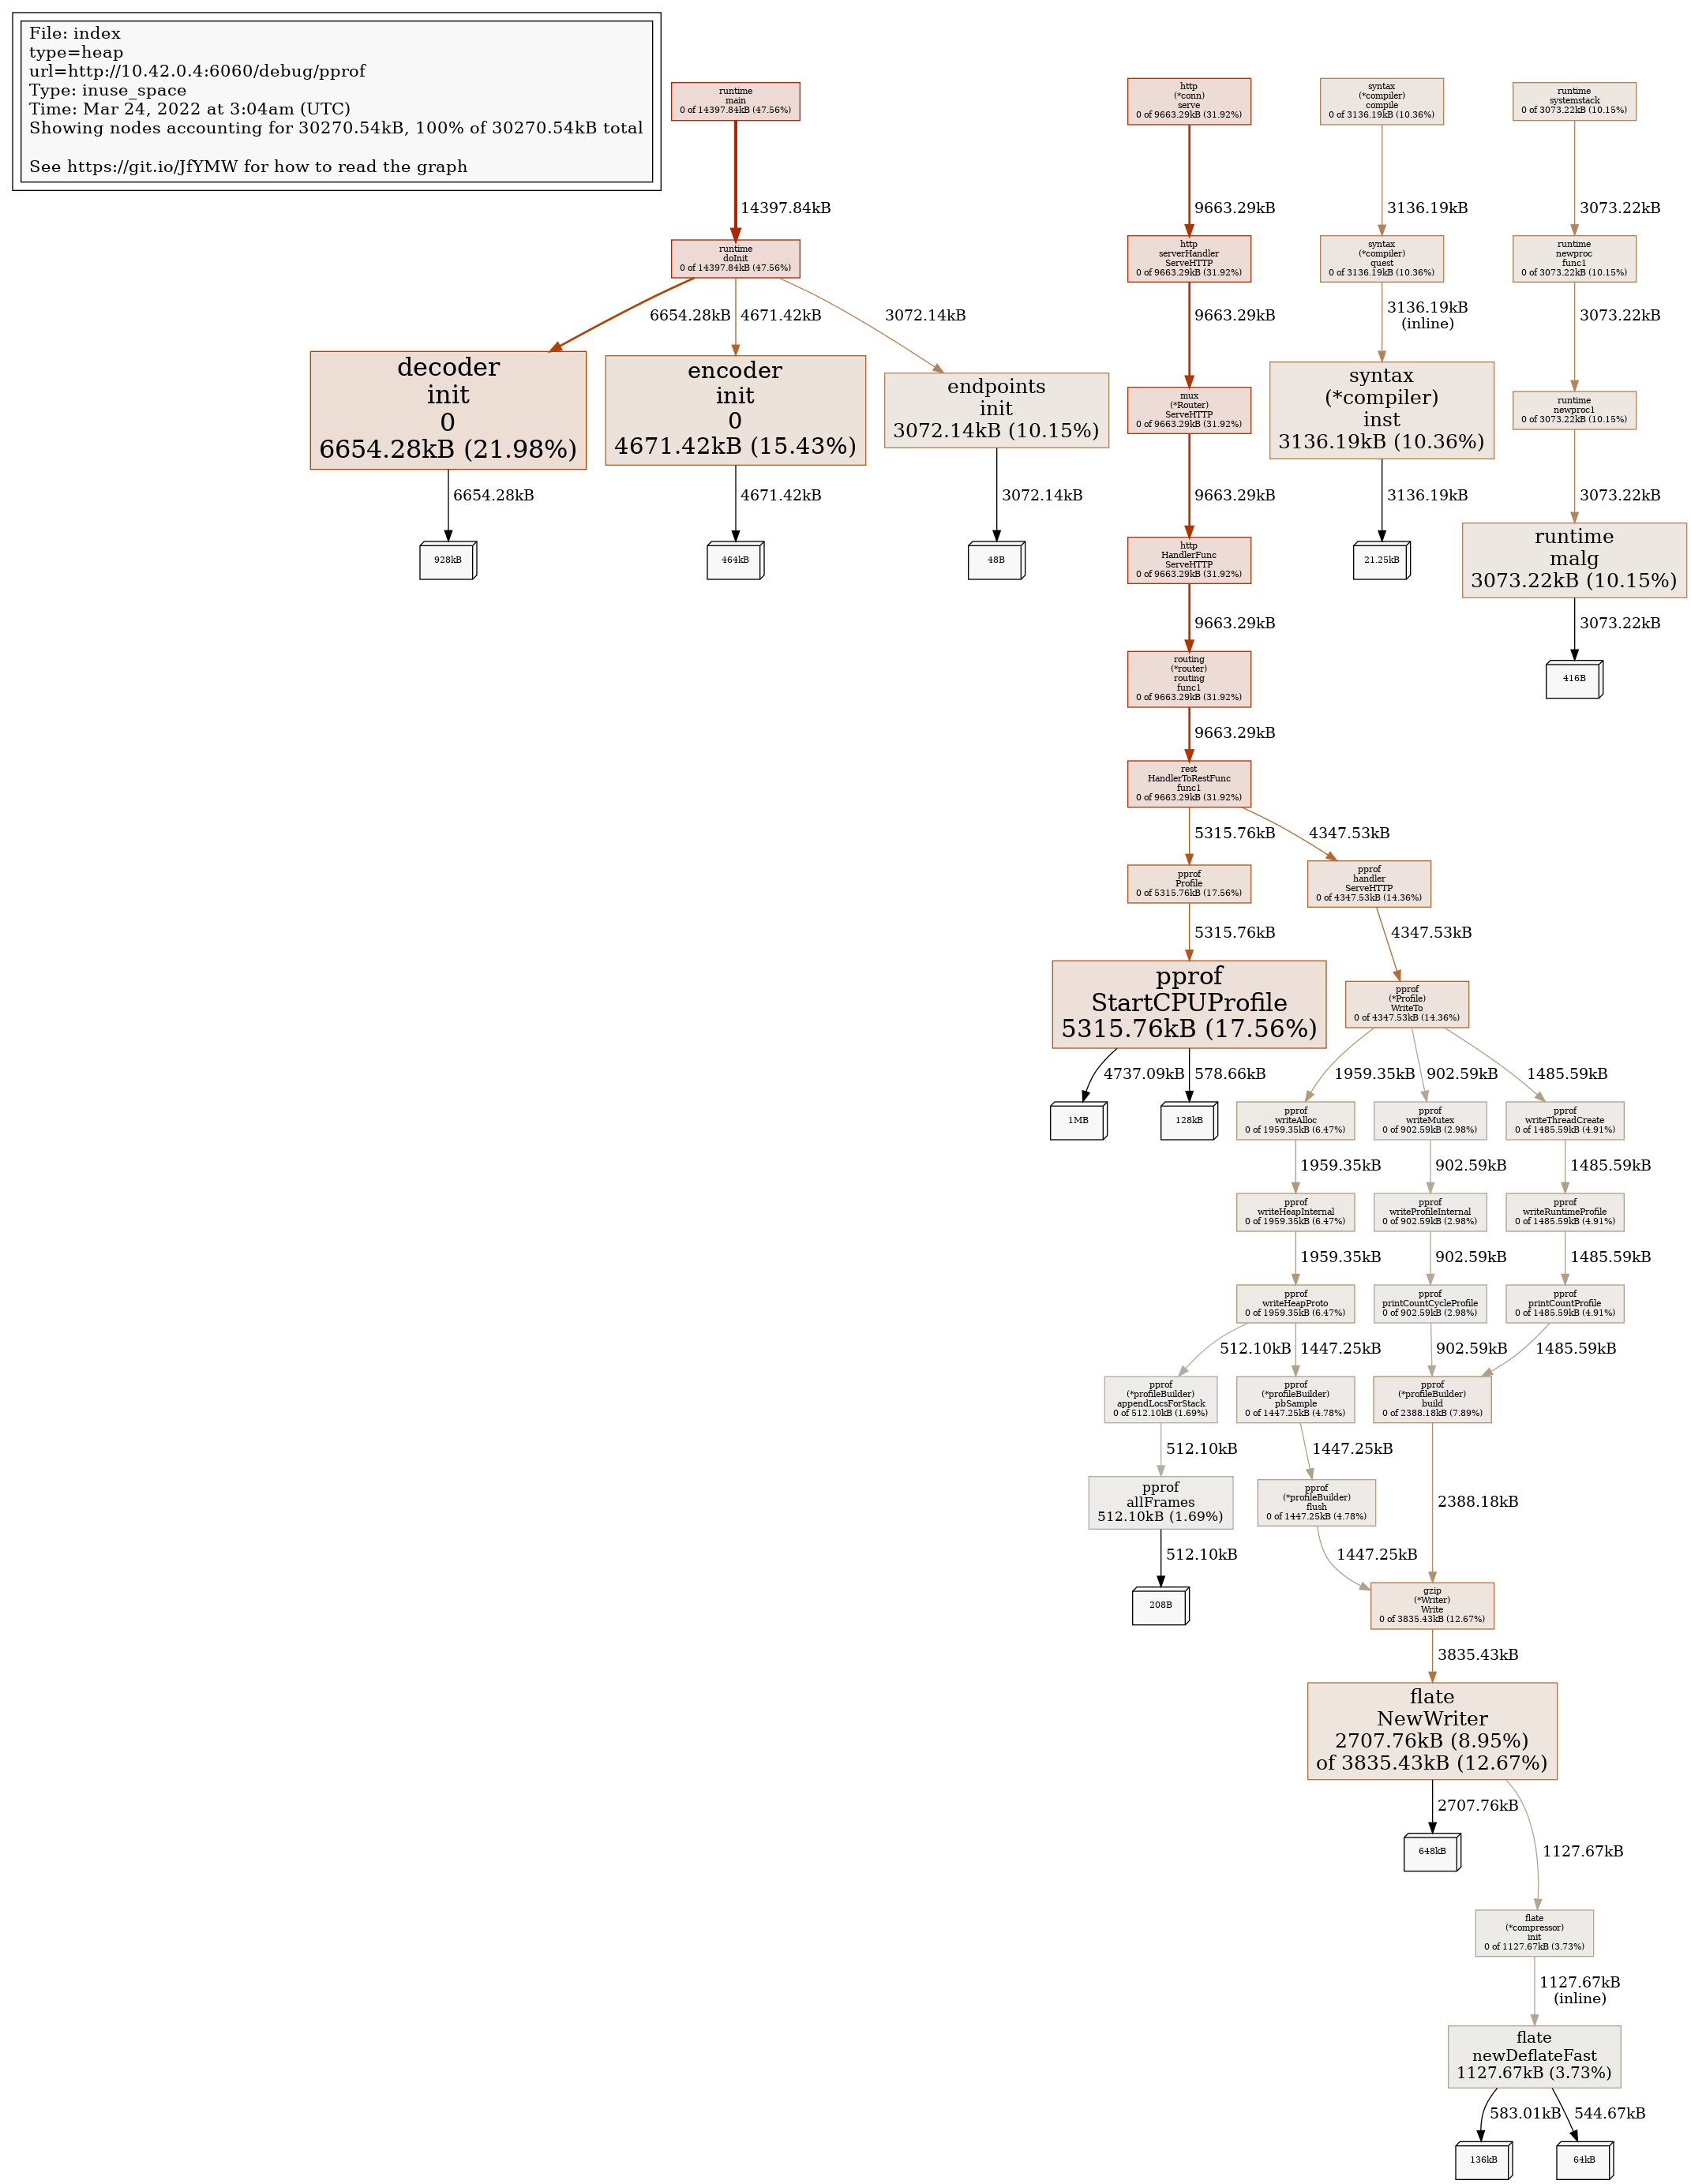 File: index
type=heap
url=http://10.42.0.4:6060/debug/pprof
Type: inuse_space
Time: Mar 24, 2022 at 3:04am (UTC)
Showing nodes accounting for 30270.54kB, 100% of 30270.54kB total
See https://git.io/JfYMW for how to read the graph
runtime
main
0 of 14397.84kB (47.56%)
http
(*conn)
serve
0 of 9663.29kB (31.92%)
syntax
(*compiler)
compile
0 of 3136.19kB (10.36%)
runtime
systemstack
0 of 3073.22kB (10.15%)
14397.84kB
9663.29kB
3136.19kB
3073.22kB
runtime
doInit
0 of 14397.84kB (47.56%)
http
serverHandler
ServeHTTP
0 of 9663.29kB (31.92%)
syntax
(*compiler)
quest
0 of 3136.19kB (10.36%)
runtime
newproc
func1
0 of 3073.22kB (10.15%)
6654.28kB
4671.42kB
3072.14kB
9663.29kB
3136.19kB
(inline)
3073.22kB
decoder
init
0
6654.28kB (21.98%)
encoder
init
0
4671.42kB (15.43%)
endpoints
init
3072.14kB (10.15%)
mux
(*Router)
ServeHTTP
0 of 9663.29kB (31.92%)
syntax
(*compiler)
inst
3136.19kB (10.36%)
runtime
newproc1
0 of 3073.22kB (10.15%)
6654.28kB
4671.42kB
3072.14kB
9663.29kB
3136.19kB
3073.22kB
928kB
464kB
48B
http
HandlerFunc
ServeHTTP
0 of 9663.29kB (31.92%)
21.25kB
runtime
malg
3073.22kB (10.15%)
9663.29kB
3073.22kB
routing
(*router)
routing
func1
0 of 9663.29kB (31.92%)
416B
9663.29kB
rest
HandlerToRestFunc
func1
0 of 9663.29kB (31.92%)
5315.76kB
4347.53kB
pprof
Profile
0 of 5315.76kB (17.56%)
pprof
handler
ServeHTTP
0 of 4347.53kB (14.36%)
5315.76kB
4347.53kB
pprof
StartCPUProfile
5315.76kB (17.56%)
pprof
(*Profile)
WriteTo
0 of 4347.53kB (14.36%)
4737.09kB
578.66kB
1959.35kB
902.59kB
1485.59kB
1MB
128kB
pprof
writeAlloc
0 of 1959.35kB (6.47%)
pprof
writeMutex
0 of 902.59kB (2.98%)
pprof
writeThreadCreate
0 of 1485.59kB (4.91%)
1959.35kB
902.59kB
1485.59kB
pprof
writeHeapInternal
0 of 1959.35kB (6.47%)
pprof
writeProfileInternal
0 of 902.59kB (2.98%)
pprof
writeRuntimeProfile
0 of 1485.59kB (4.91%)
1959.35kB
902.59kB
1485.59kB
pprof
writeHeapProto
0 of 1959.35kB (6.47%)
pprof
printCountCycleProfile
0 of 902.59kB (2.98%)
pprof
printCountProfile
0 of 1485.59kB (4.91%)
512.10kB
1447.25kB
902.59kB
1485.59kB
pprof
(*profileBuilder)
appendLocsForStack
0 of 512.10kB (1.69%)
pprof
(*profileBuilder)
pbSample
0 of 1447.25kB (4.78%)
pprof
(*profileBuilder)
build
0 of 2388.18kB (7.89%)
512.10kB
1447.25kB
2388.18kB
pprof
allFrames
512.10kB (1.69%)
pprof
(*profileBuilder)
flush
0 of 1447.25kB (4.78%)
512.10kB
1447.25kB
208B
gzip
(*Writer)
Write
0 of 3835.43kB (12.67%)
3835.43kB
flate
NewWriter
2707.76kB (8.95%)
of 3835.43kB (12.67%)
2707.76kB
1127.67kB
648kB
flate
(*compressor)
init
0 of 1127.67kB (3.73%)
1127.67kB
(inline)
flate
newDeflateFast
1127.67kB (3.73%)
583.01kB
544.67kB
136kB
64kB